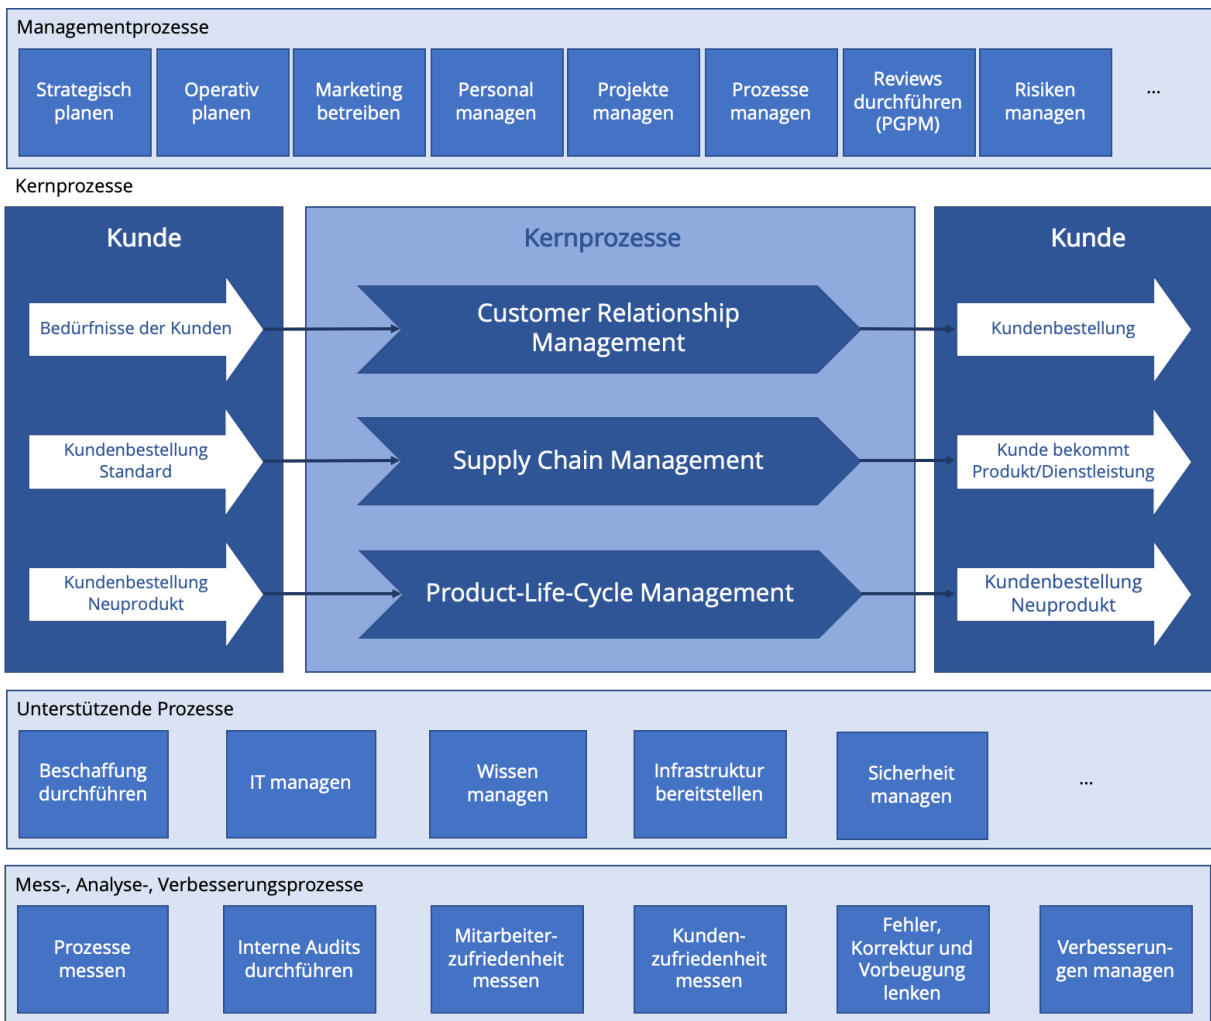 Managementprozesse
Strategisch
planen
Operativ
planen
Marketing
betreiben
Personal
managen
Projekte
managen
Prozesse
managen
Reviews
durchführen
(PGPM)
Risiken
managen
...
Kernprozesse
Kunde
Kernprozesse
Kunde
Bedürfnisse der Kunden
Customer Relationship
Management
Kundenbestellung
Kundenbestellung
Standard
Supply Chain Management
Kunde bekommt
Produkt/Dienstleistung
Kundenbestellung
Neuprodukt
Product-Life-Cycle Management
Kundenbestellung
Neuprodukt
Unterstützende Prozesse
Beschaffung
durchführen
IT managen
Wissen
managen
Infrastruktur
bereitstellen
Sicherheit
managen
...
Mess-, Analyse-, Verbesserungsprozesse
Prozesse
messen
Interne Audits
durchführen
Mitarbeiter-
zufriedenheit
messen
Kunden-
zufriedenheit
messen
Fehler,
Korrektur und
Vorbeugung
lenken
Verbesserun-
gen managen